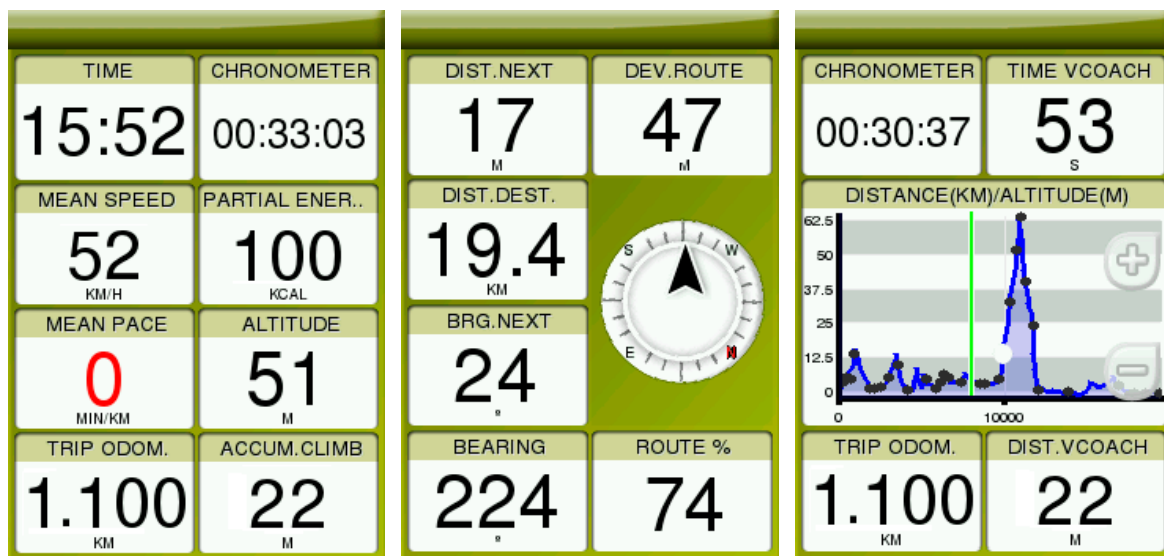 TIME CHRONOMETER
15:52 00:33:03
MEAN SPEED PARTIAL ENER..
52 100
KM/H KCAL
MEAN PACE ALTITUDE
0 51
MIN/KM M
TRIP ODOM. ACCUM.CLIMB
1.100 22
KM M
DIST.NEXT DEV.ROUTE
17 47
M M
DIST.DEST.
19.4
KM
S W
E N
BRG.NEXT
24
°
BEARING ROUTE %
224 74
°
CHRONOMETER TIME VCOACH
00:30:37 53
S
DISTANCE(KM)/ALTITUDE(M)
62.5
50
37.5
25
12.5
0
0 10000
TRIP ODOM. DIST.VCOACH
1.100 22
KM M